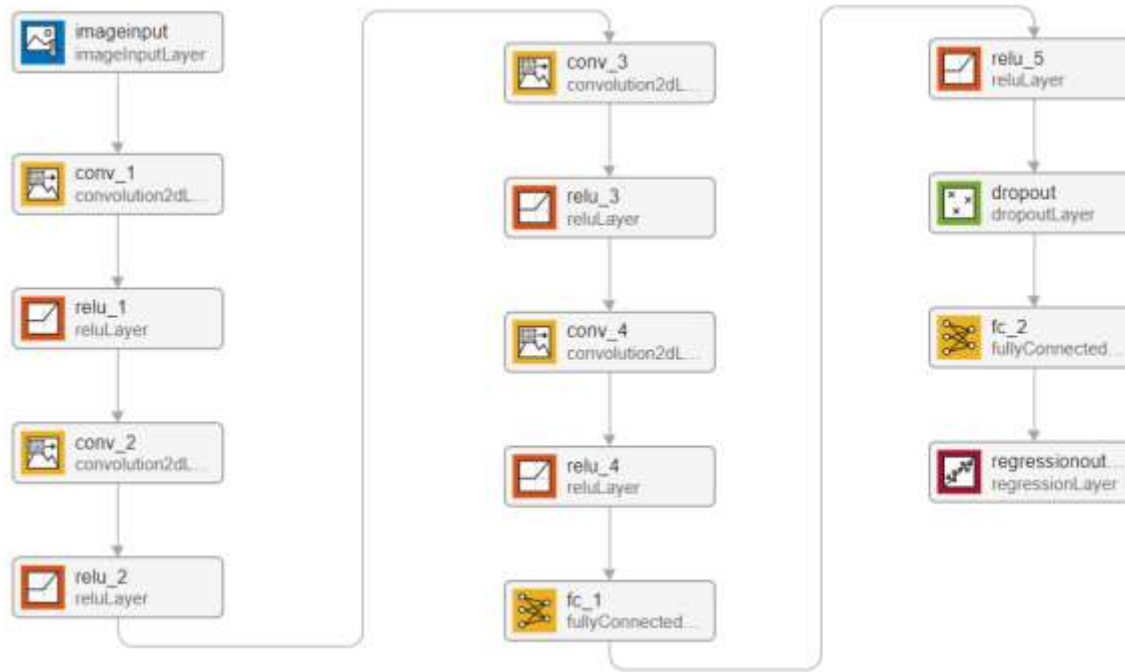 imageinput
imageInputLayer
conv_1
convolution2dL...
relu_1
reluLayer
conv_2
convolution2dL...
relu_2
reluLayer
conv_3
convolution2dL...
relu_3
reluLayer
conv_4
convolution2dL...
relu_4
reluLayer
fc_1
fullyConnected...
relu_5
reluLayer
dropout
dropoutLayer
fc_2
fullyConnected...
regressionout...
regressionLayer